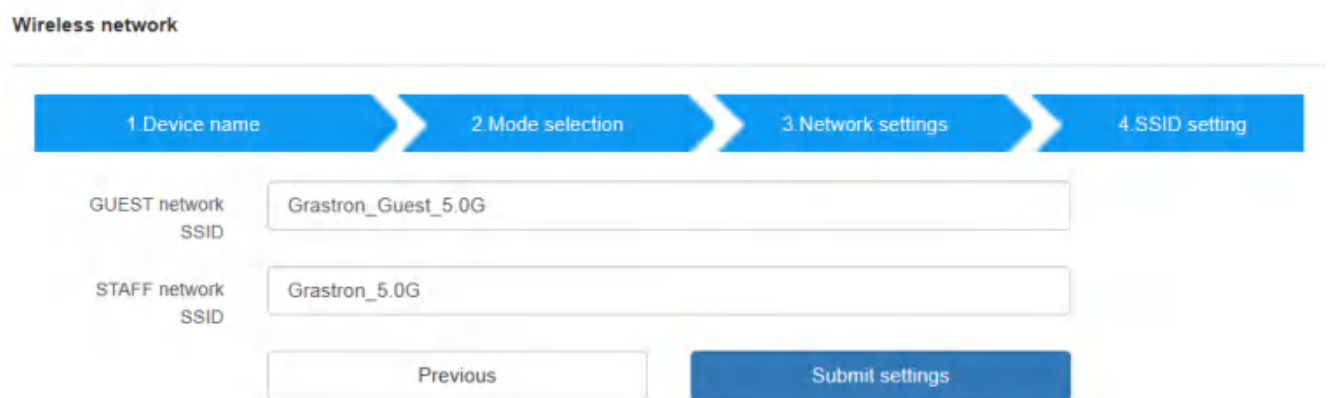 Wireless network
1.Device name 2.Mode selection 3.Network settings 4.SSID setting
GUEST network
SSID
Grastron_Guest_5.0G
STAFF network
SSID
Grastron_5.0G
Previous Submit settings